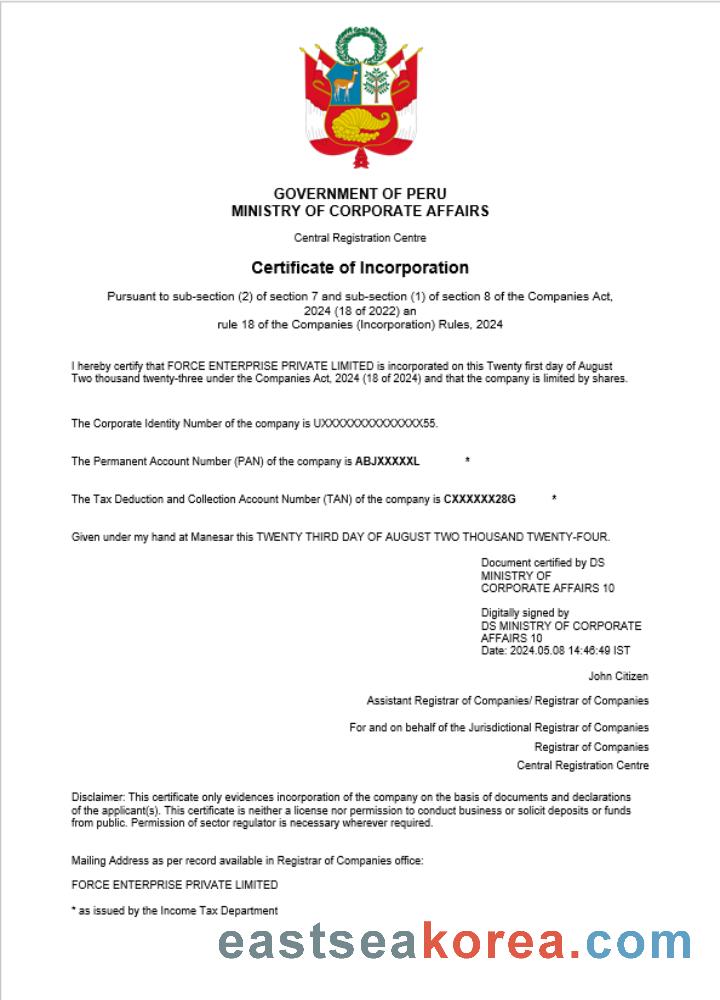 GOVERNMENT OF PERU
MINISTRY OF CORPORATE AFFAIRS
Central Registration Centre
Certificate of Incorporation
Pursuant to sub-section (2) of section 7 and sub-section (1) of section 8 of the Companies Act,
2024 (18 of 2022) an
rule 18 of the Companies (Incorporation) Rules, 2024
I hereby certify that FORCE ENTERPRISE PRIVATE LIMITED is incorporated on this Twenty first day of August
Two thousand twenty-three under the Companies Act, 2024 (18 of 2024) and that the company is limited by shares.
The Corporate Identity Number of the company is UXXXXXXXXXXXXXXX55.
The Permanent Account Number (PAN) of the company is ABJXXXXXL *
The Tax Deduction and Collection Account Number (TAN) of the company is CXXXXXX28G *
Given under my hand at Manesar this TWENTY THIRD DAY OF AUGUST TWO THOUSAND TWENTY-FOUR.
Document certified by DS
MINISTRY OF
CORPORATE AFFAIRS 10
Digitally signed by
DS MINISTRY OF CORPORATE
AFFAIRS 10
Date: 2024.05.08 14:46:49 IST
John Citizen
Assistant Registrar of Companies/ Registrar of Companies
For and on behalf of the Jurisdictional Registrar of Companies
Registrar of Companies
Central Registration Centre
Disclaimer: This certificate only evidences incorporation of the company on the basis of documents and declarations
of the applicant(s). This certificate is neither a license nor permission to conduct business or solicit deposits or funds
from public. Permission of sector regulator is necessary wherever required.
Mailing Address as per record available in Registrar of Companies office:
FORCE ENTERPRISE PRIVATE LIMITED
* as issued by the Income Tax Department
eastseakorea.com